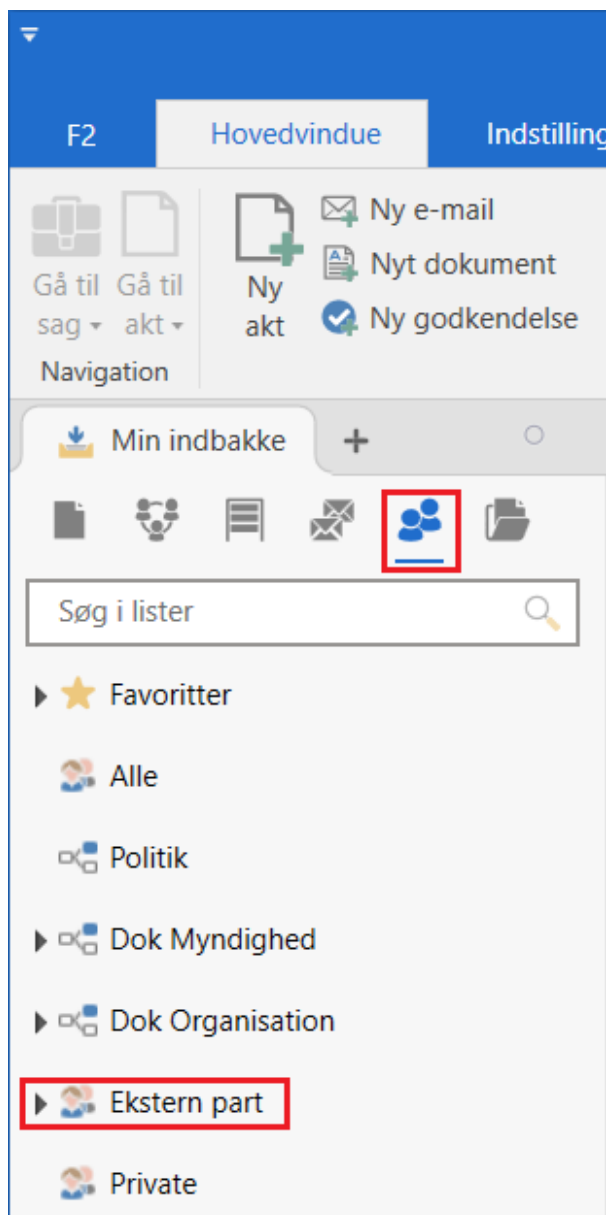 F2 Hovedvindue Indstilling
Gå til sag
Gå til akt
Navigation
Ny akt
Ny e-mail
Nyt dokument
Ny godkendelse
Min indbakke +
Søg i lister
Favoritter
Alle
Politik
Dok Myndighed
Dok Organisation
Ekstern part
Private